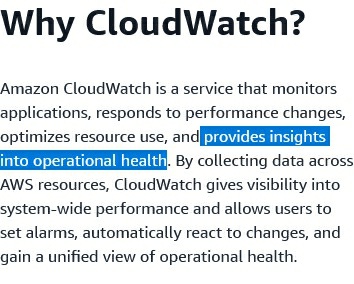 Why CloudWatch?
Amazon CloudWatch is a service that monitors
applications, responds to performance changes,
optimizes resource use, and provides insights
into operational health. By collecting data across
AWS resources, CloudWatch gives visibility into
system-wide performance and allows users to
set alarms, automatically react to changes, and
gain a unified view of operational health.